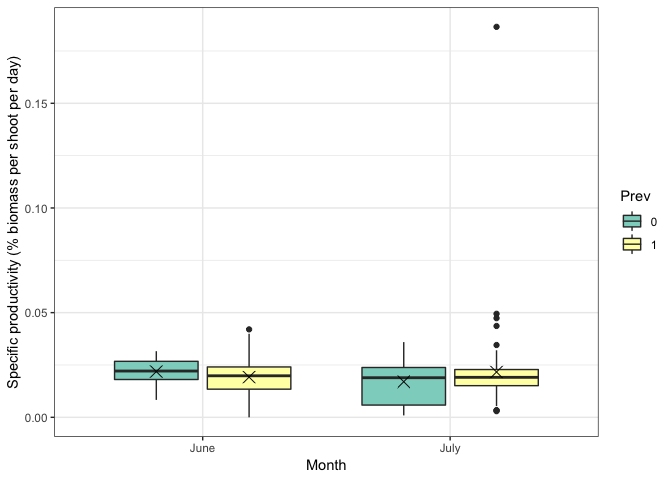 Specific productivity (% biomass per shoot per day)
0.15
0.10
0.05
0.00
June July
Month
Prev
0
1